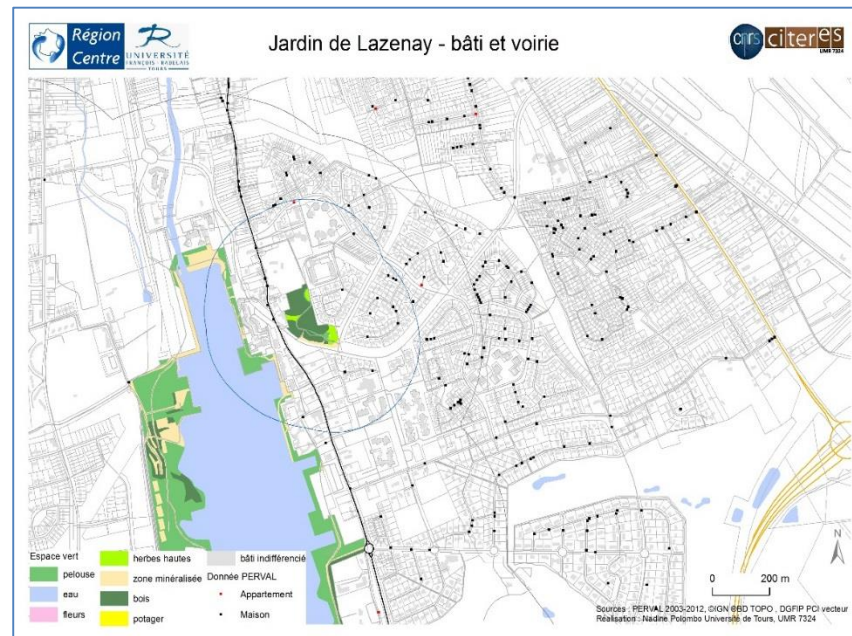 Région
Centre
UNIVERSITÉ
FRANÇOIS - RABELAIS
TOURS
Jardin de Lazenay - bâti et voirie
cnrs
citeres
UMR 7324
Espace vert
pelouse
eau
fleurs
herbes hautes
zone minéralisée
bois
potager
bâti indifférencié
Donnée PERVAL
Appartement
Maison
N
0 200 m
Sources : PERVAL 2003-2012, ©IGN ©BD TOPO , DGFIP PCI vecteur
Réalisation : Nadine Polombo Université de Tours, UMR 7324